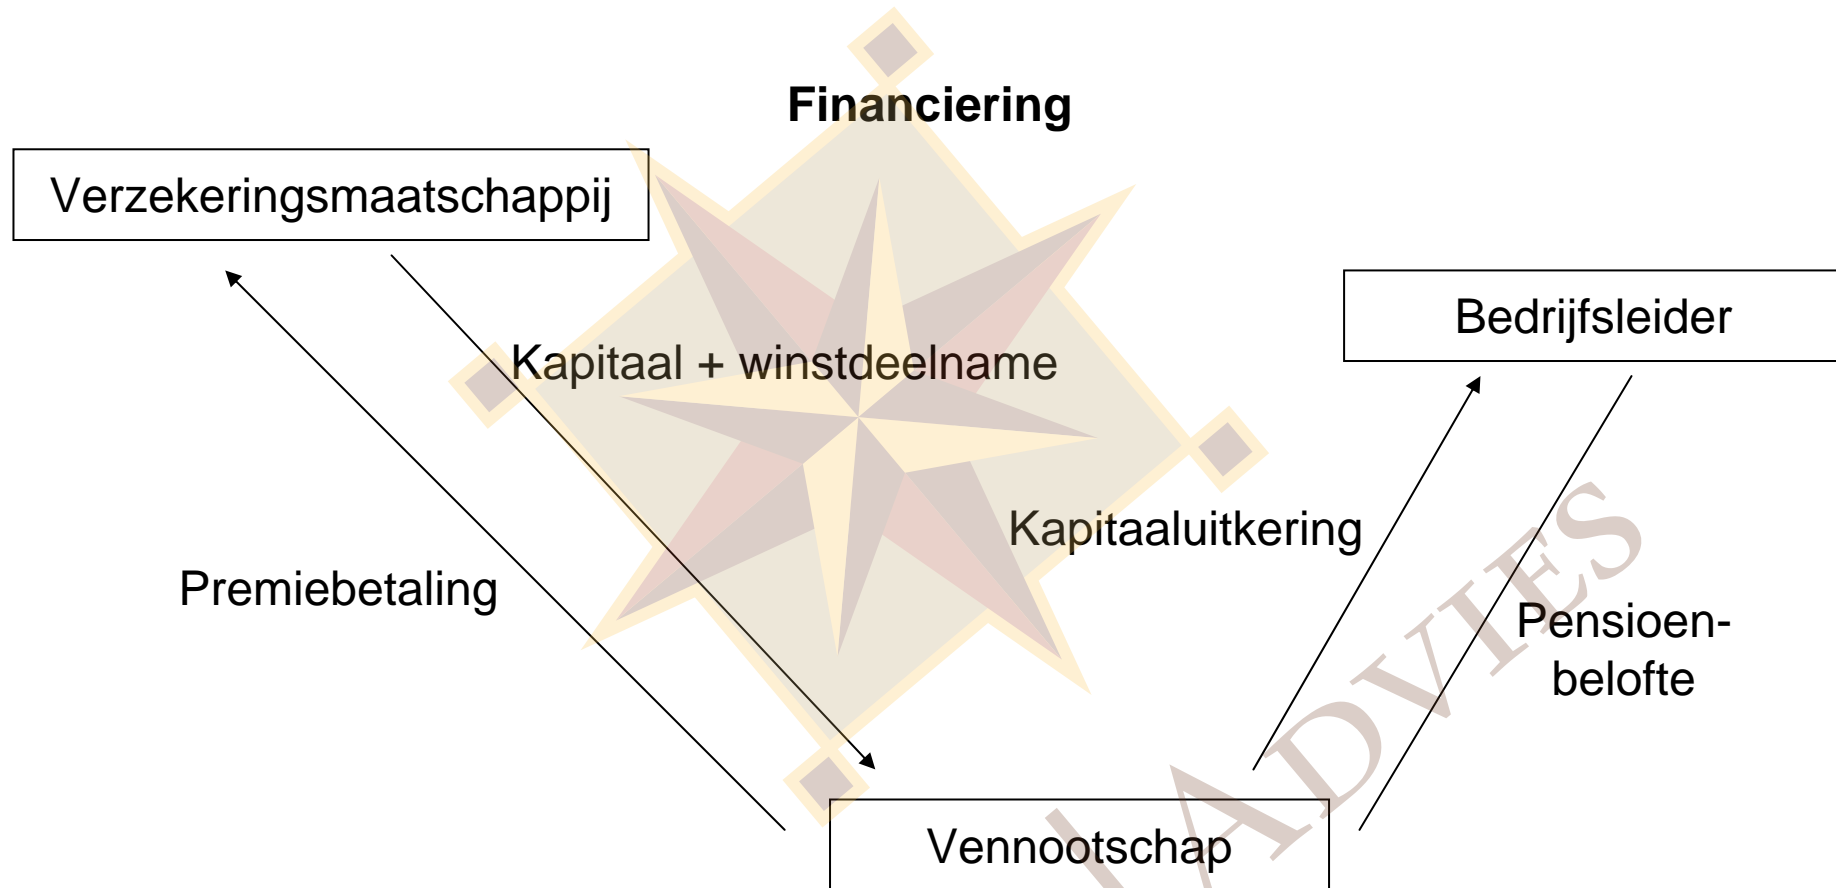 Financiering
Verzekeringsmaatschappij
Bedrijfsleider
Kapitaal + winstdeelname
Kapitaaluitkering
Premiebetaling
Pensioen-
belofte
Vennootschap
ADVIES